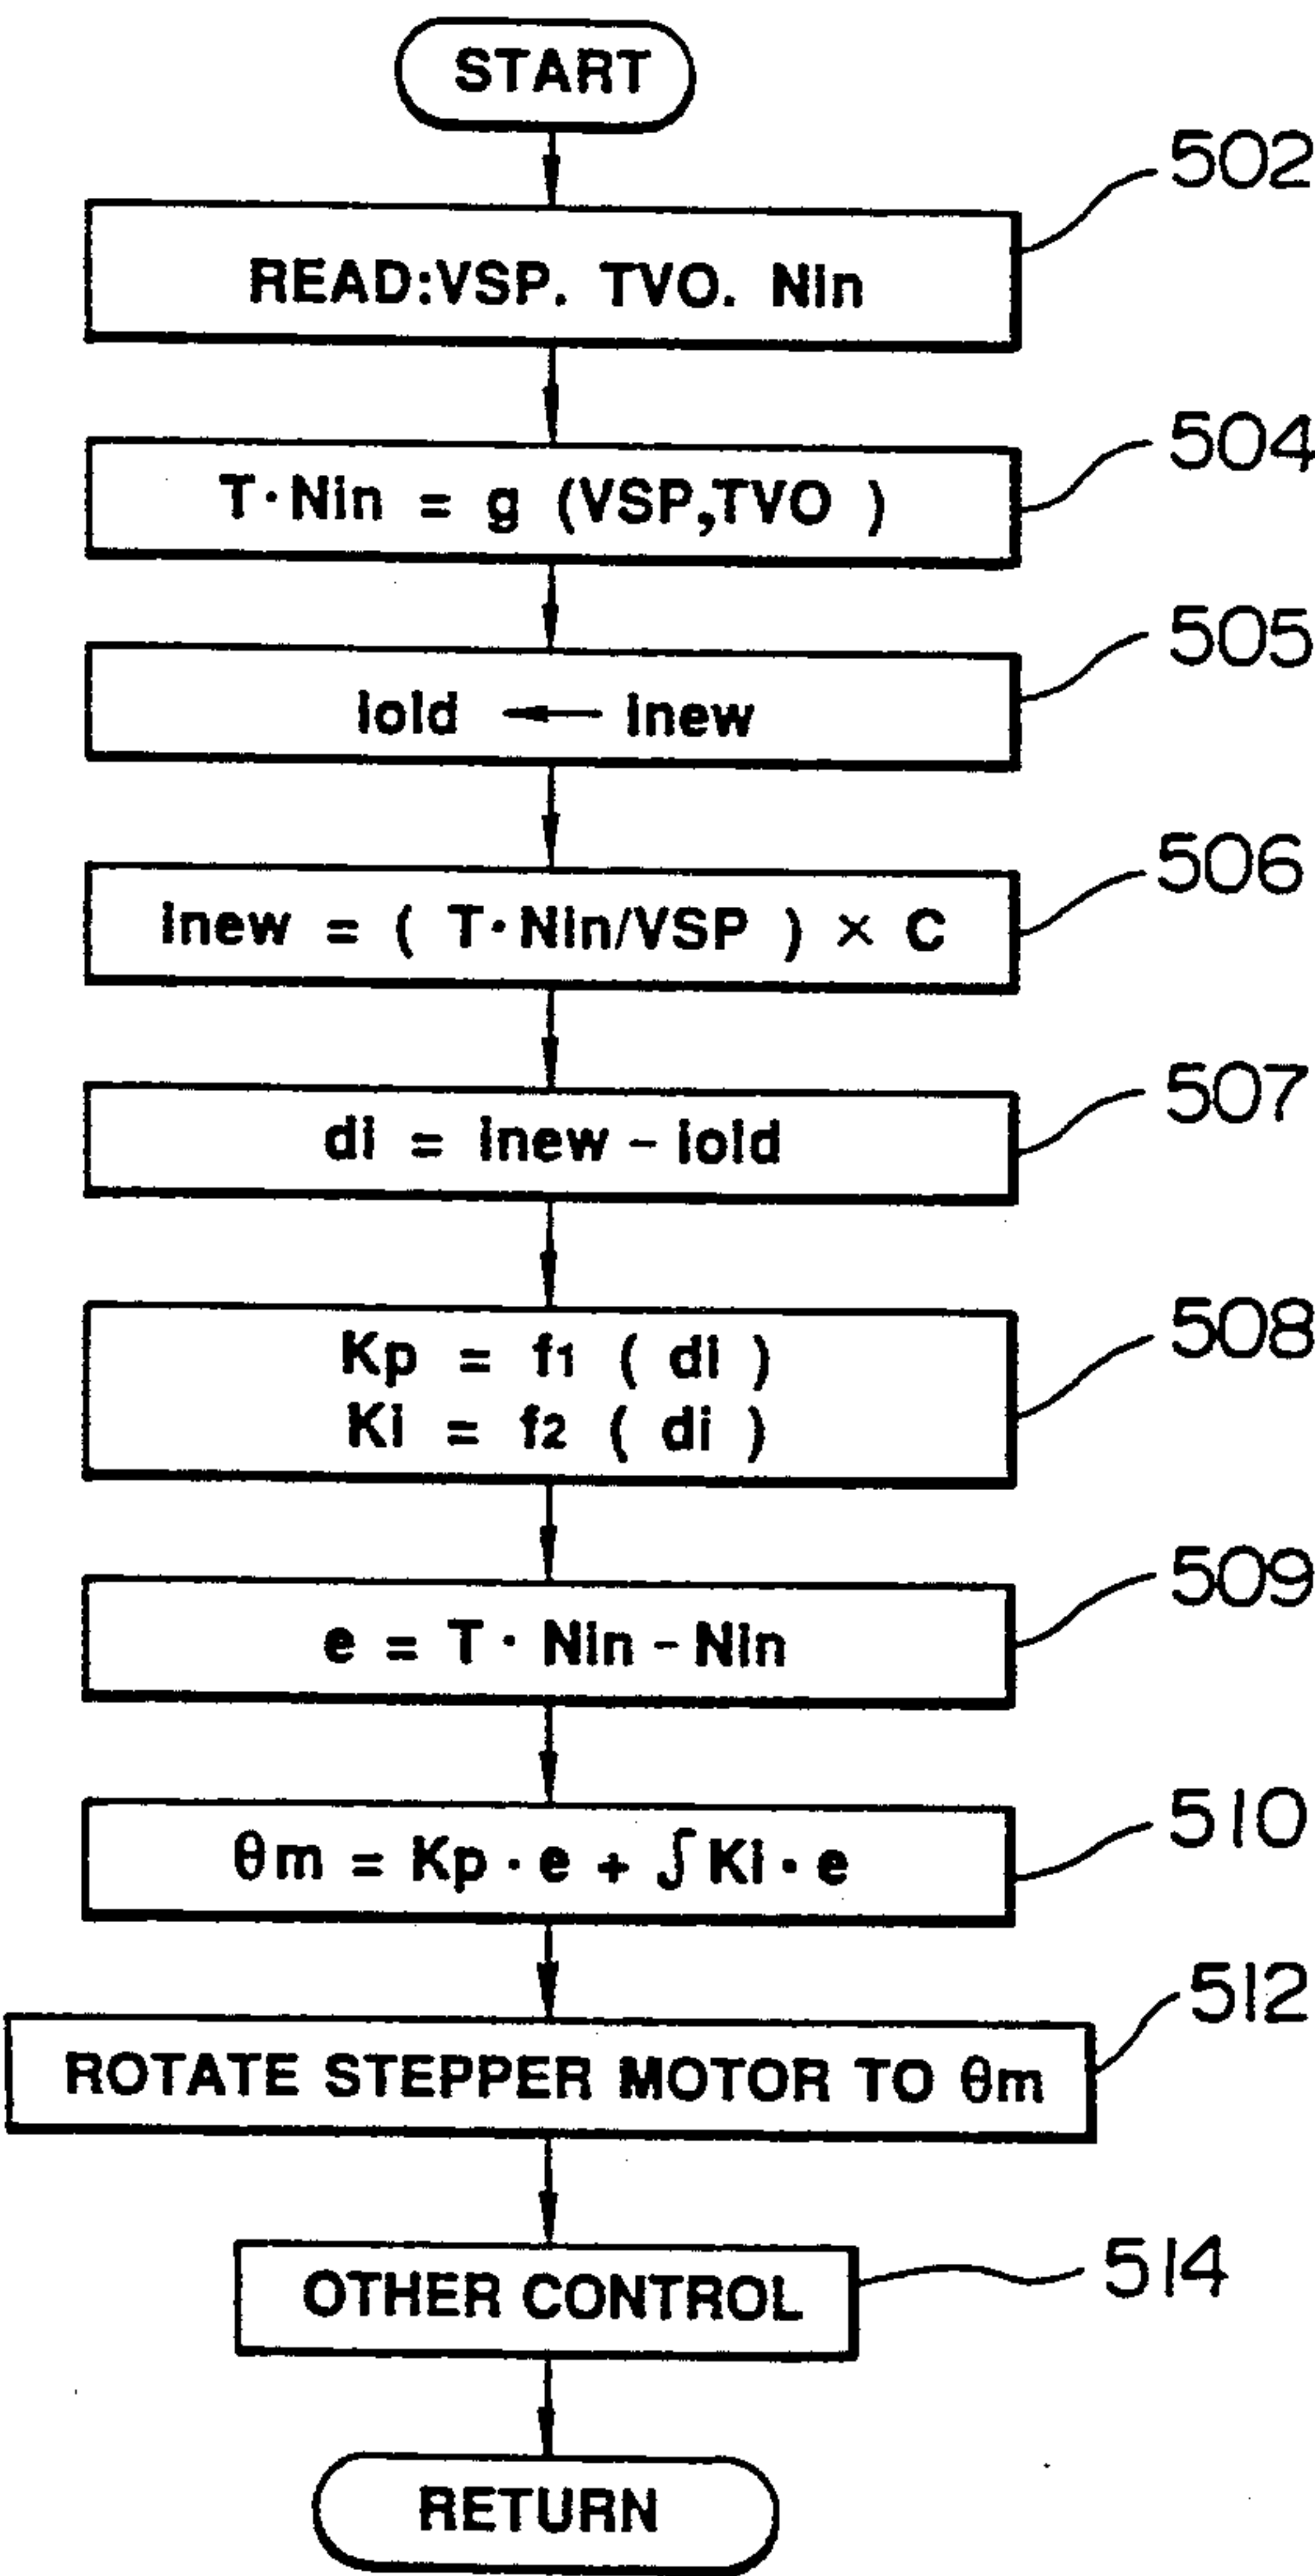 START
502
READ:VSP. TVO. Nin
504
T·Nin = g (VSP,TVO )
505
iold ← inew
506
inew = ( T·Nin/VSP ) × C
507
di = inew - iold
508
Kp = f1 ( di )
Ki = f2 ( di )
509
e = T· Nin - Nin
510
θm = Kp · e + ∫Ki · e
512
ROTATE STEPPER MOTOR TO θm
514
OTHER CONTROL
RETURN